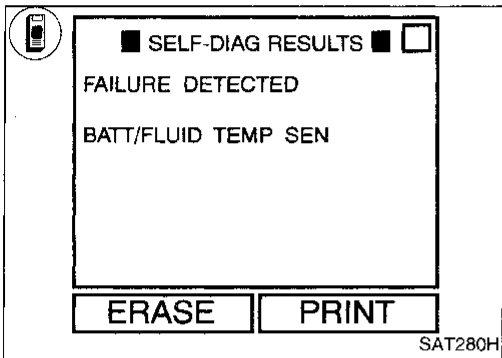 SELF-DIAG RESULTS
FAILURE DETECTED
BATT/FLUID TEMP SEN
ERASE PRINT
SAT280H